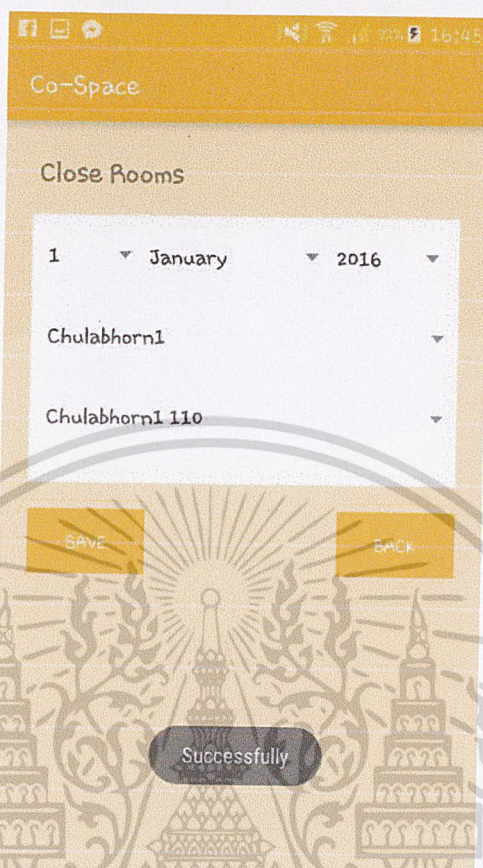 16:45
Co-Space
Close Rooms
1 January 2016
Chulabhorn1
Chulabhorn1 110
SAVE BACK
Successfully